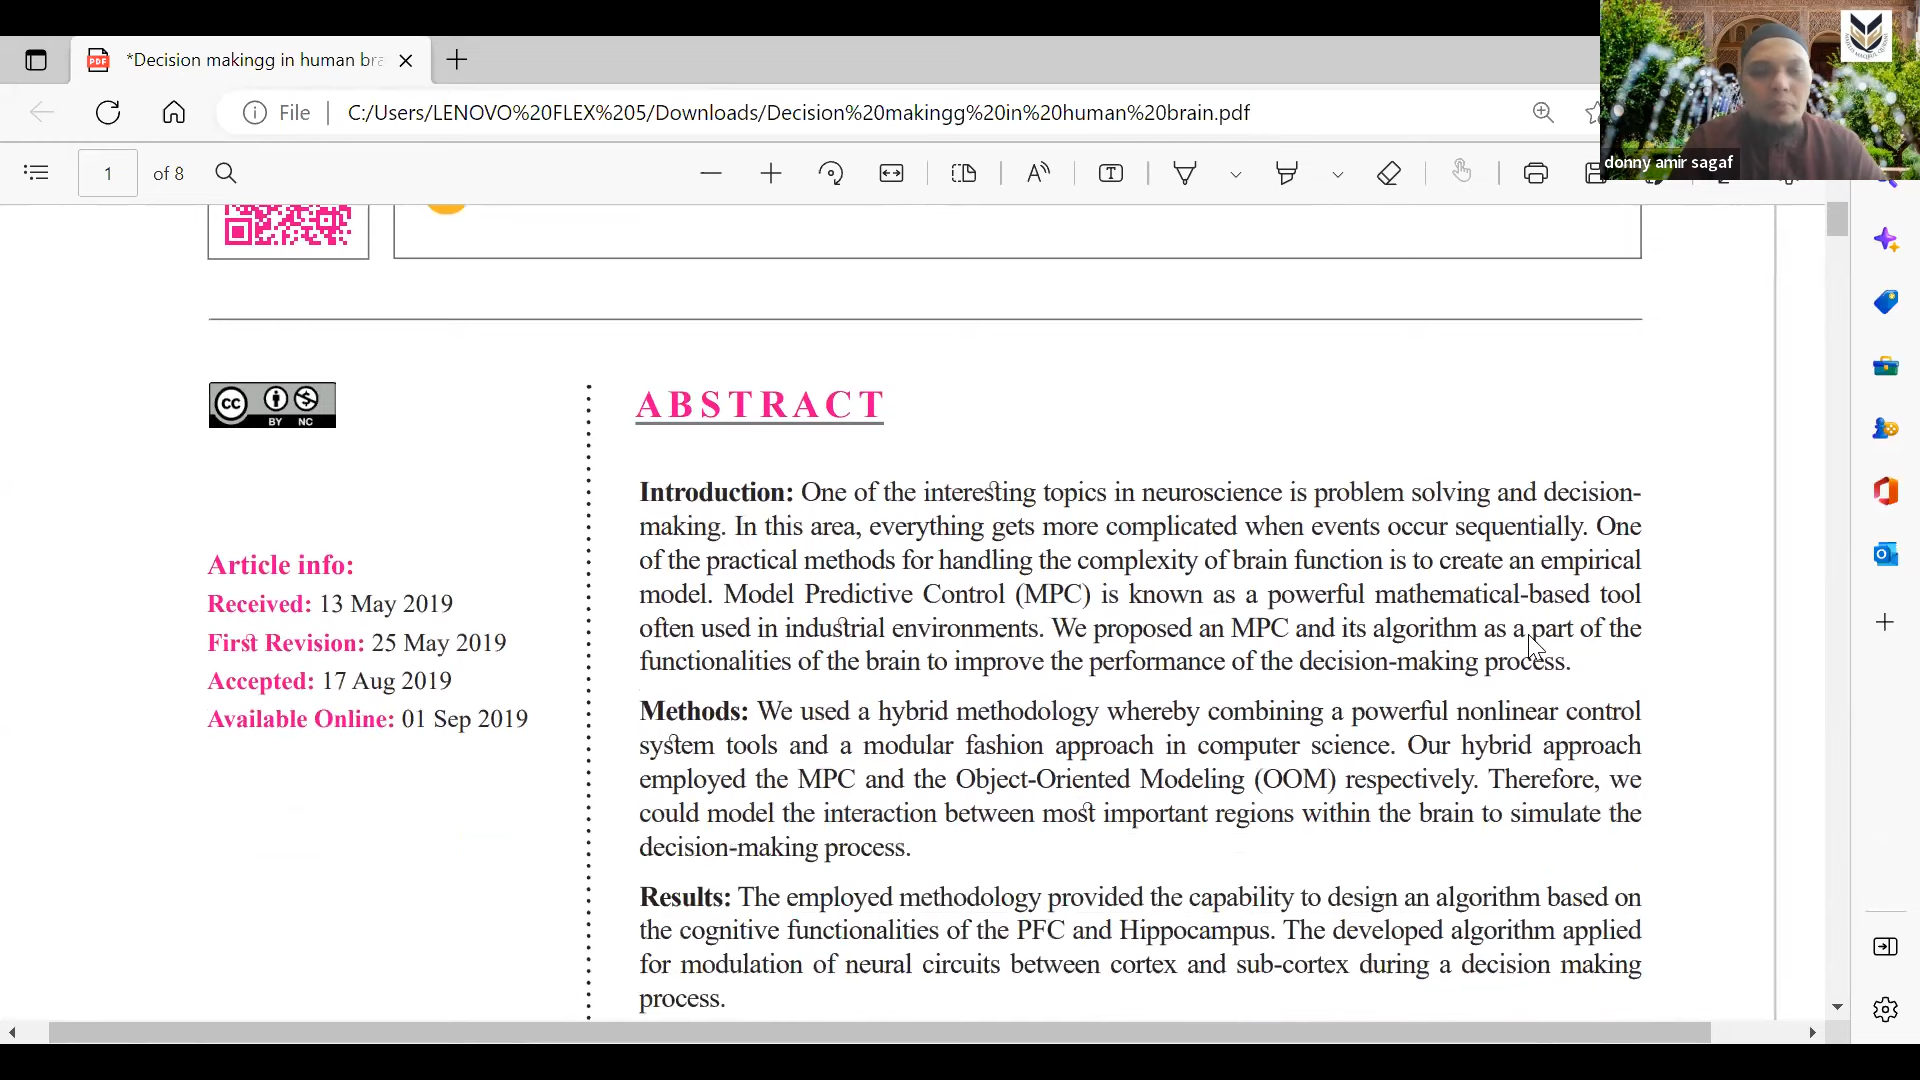 *Decision makingg in human bra
File
C:/Users/LENOVO%20FLEX%205/Downloads/Decision%20makingg%20in%20human%20brain.pdf
1 of 8
donny amir sagaf
CC BY NC
Article info:
Received: 13 May 2019
First Revision: 25 May 2019
Accepted: 17 Aug 2019
Available Online: 01 Sep 2019
ABSTRACT
Introduction: One of the interesting topics in neuroscience is problem solving and decision-
making. In this area, everything gets more complicated when events occur sequentially. One
of the practical methods for handling the complexity of brain function is to create an empirical
model. Model Predictive Control (MPC) is known as a powerful mathematical-based tool
often used in industrial environments. We proposed an MPC and its algorithm as a part of the
functionalities of the brain to improve the performance of the decision-making process.
Methods: We used a hybrid methodology whereby combining a powerful nonlinear control
system tools and a modular fashion approach in computer science. Our hybrid approach
employed the MPC and the Object-Oriented Modeling (OOM) respectively. Therefore, we
could model the interaction between most important regions within the brain to simulate the
decision-making process.
Results: The employed methodology provided the capability to design an algorithm based on
the cognitive functionalities of the PFC and Hippocampus. The developed algorithm applied
for modulation of neural circuits between cortex and sub-cortex during a decision making
process.